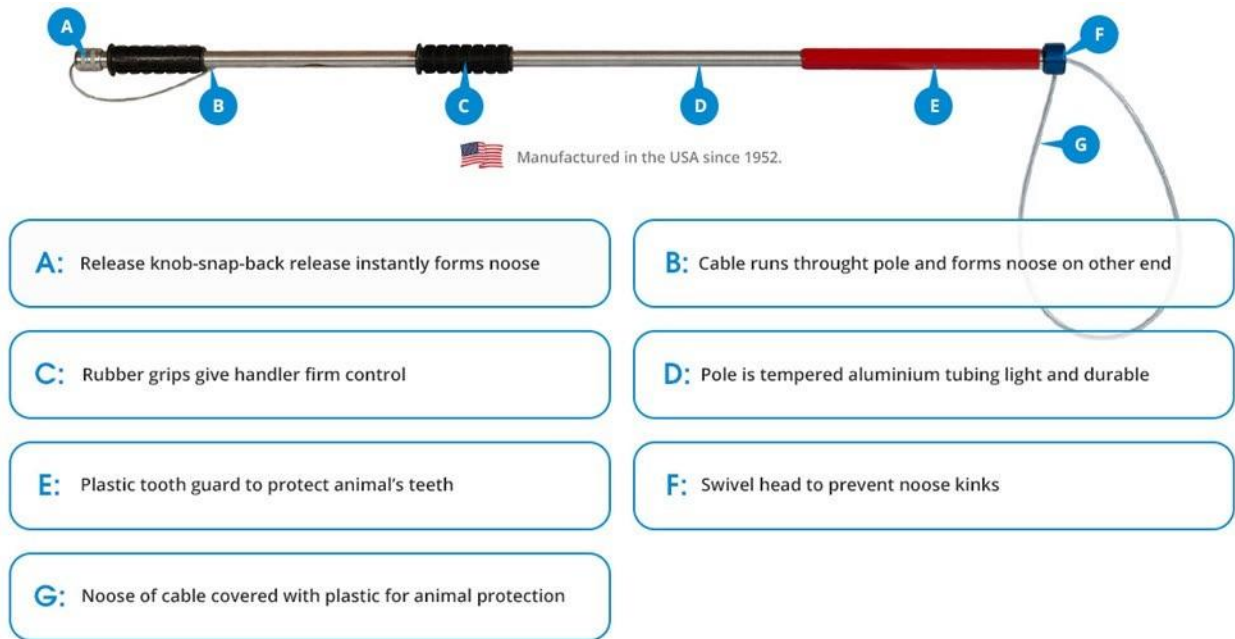 A
F
B
C
D
E
G
Manufactured in the USA since 1952.
A: Release knob-snap-back release instantly forms noose
B: Cable runs throught pole and forms noose on other end
C: Rubber grips give handler firm control
D: Pole is tempered aluminium tubing light and durable
E: Plastic tooth guard to protect animal's teeth
F: Swivel head to prevent noose kinks
G: Noose of cable covered with plastic for animal protection